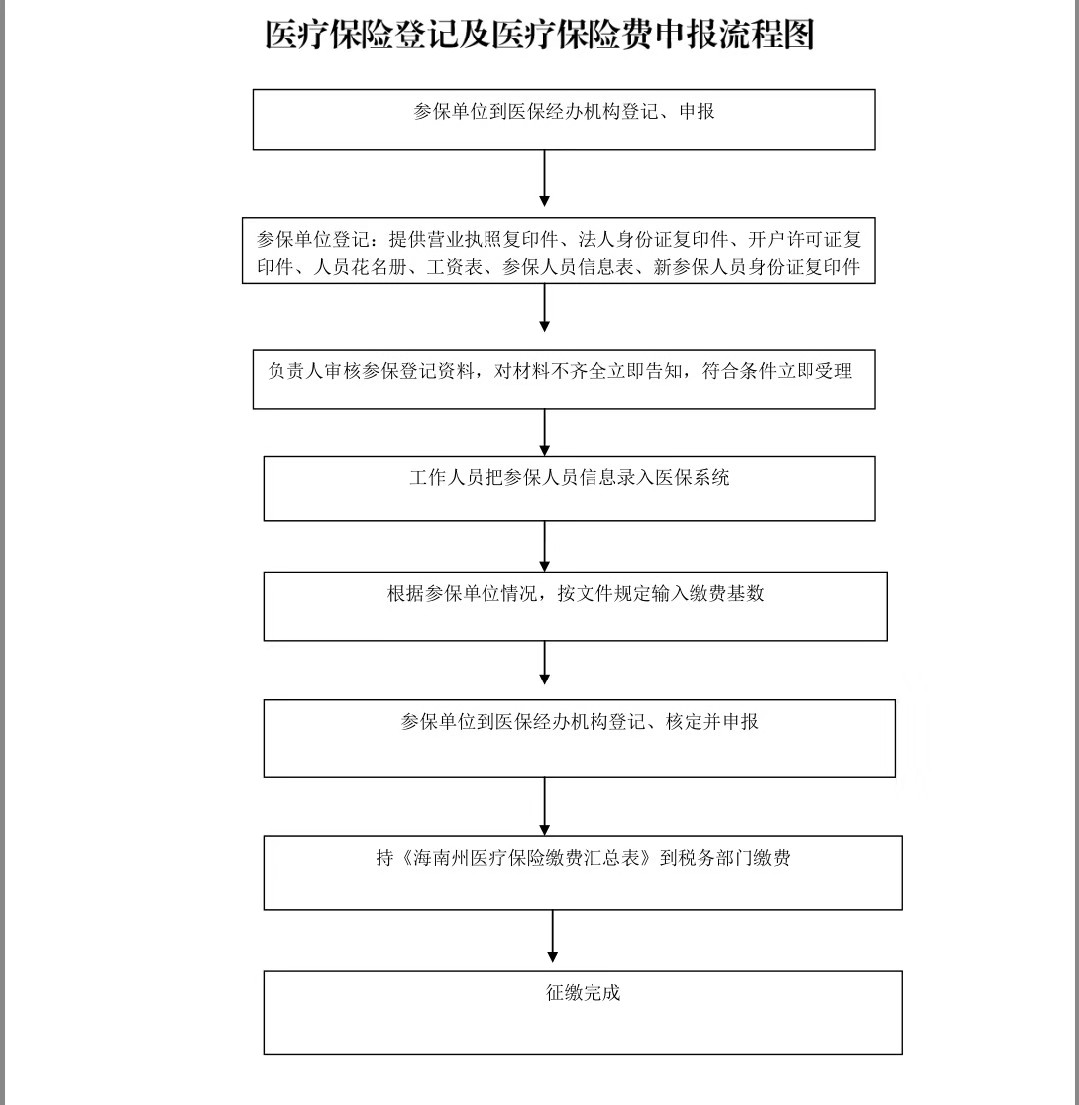 医疗保险登记及医疗保险费申报流程图
参保单位到医保经办机构登记、申报
参保单位登记：提供营业执照复印件、法人身份证复印件、开户许可证复
印件、人员花名册、工资表、参保人员信息表、新参保人员身份证复印件
负责人审核参保登记资料，对材料不齐全立即告知，符合条件立即受理
工作人员把参保人员信息录入医保系统
根据参保单位情况，按文件规定输入缴费基数
参保单位到医保经办机构登记、核定并申报
持《海南州医疗保险缴费汇总表》到税务部门缴费
征缴完成